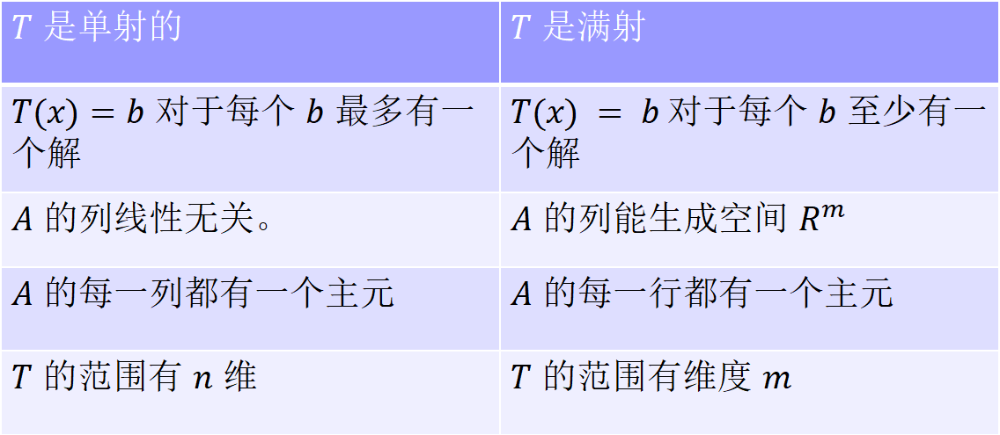 T 是单射的
T 是满射
T(x) = b 对于每个 b 最多有一
个解
T(x) = b 对于每个 b 至少有一
个解
A 的列线性无关。
A 的列能生成空间 Rᵐ
A 的每一列都有一个主元
A 的每一行都有一个主元
T 的范围有 n 维
T 的范围有维度 m